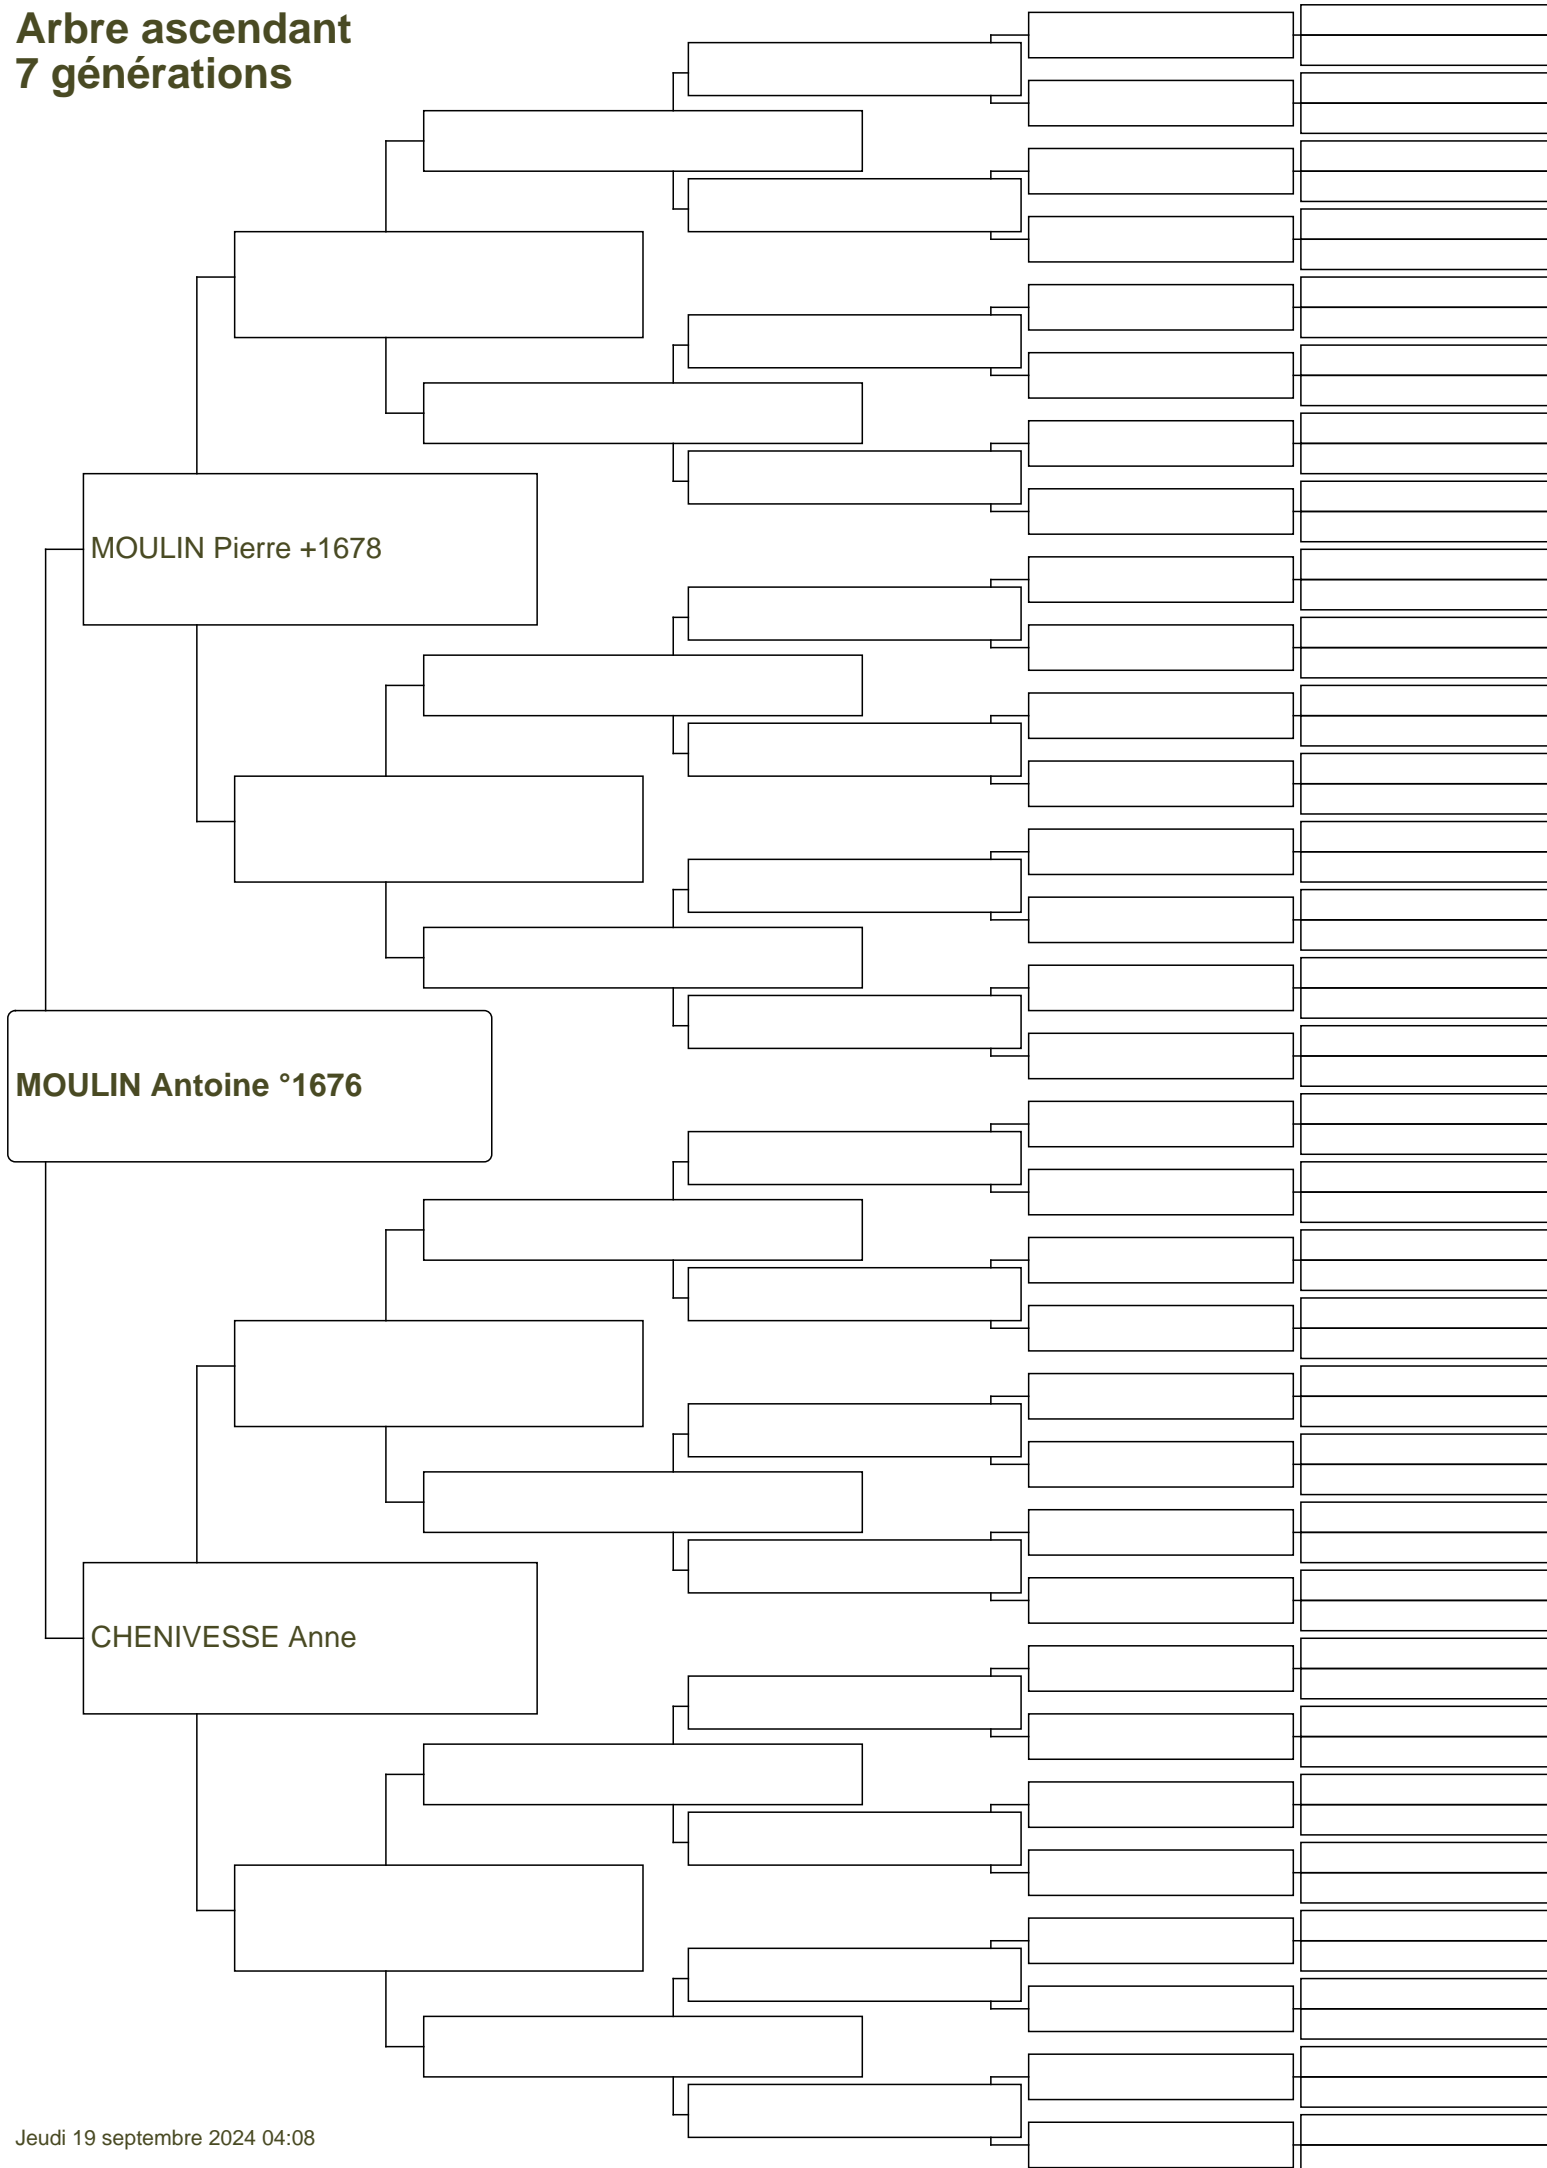 Arbre ascendant
7 générations
MOULIN Pierre +1678
MOULIN Antoine °1676
CHENIVESSE Anne
Jeudi 19 septembre 2024 04:08